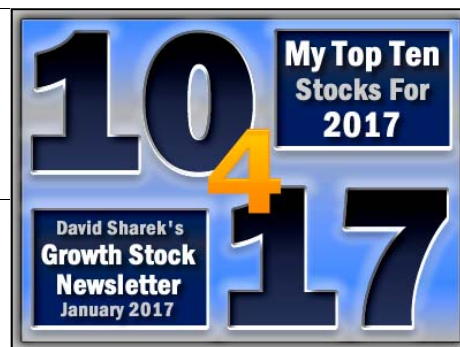 10
My Top Ten
Stocks For
2017
4
David Sharek's
Growth Stock
Newsletter
January 2017
17